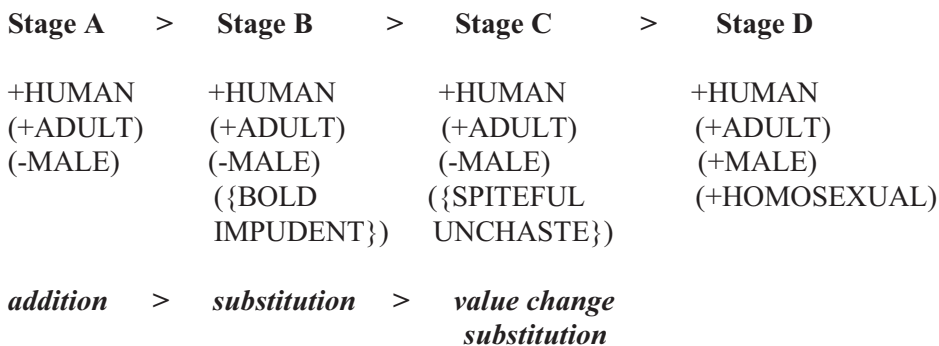 Stage A > Stage B > Stage C > Stage D
+HUMAN +HUMAN +HUMAN +HUMAN
(+ADULT) (+ADULT) (+ADULT) (+ADULT)
(-MALE) (-MALE) (-MALE) (+MALE)
({BOLD ({SPITEFUL (+HOMOSEXUAL)
IMPUDENT}) UNCHASTE})
addition > substitution > value change
substitution